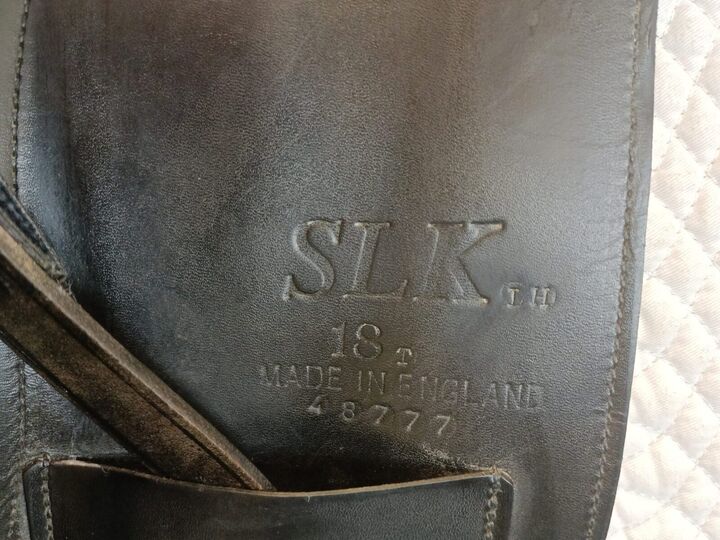 SLK LH
18 T
MADE IN ENGLAND
48777